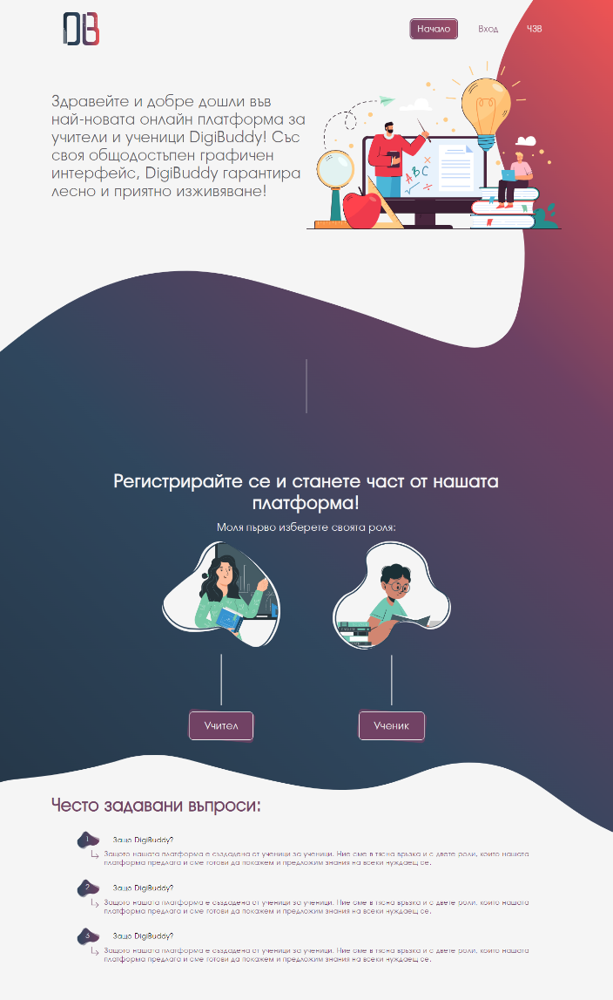 DB
Начало
Вход
ЧЗВ
Здравейте и добре дошли във
най-новата онлайн платформа за
учители и ученици DigiBuddy! Със
своя общодостъпен графичен
интерфейс, DigiBuddy гарантира
лесно и приятно изживяване!
ABC
Регистрирайте се и станете част от нашата
платформа!
Моля първо изберете своята роля:
Учител
Ученик
Често задавани въпроси:
1 Защо DigiBuddy?
Защото нашата платформа е създадена от ученици за ученици. Ние сме в тясна връзка и с двете роли, които нашата
платформа предлага и сме готови да покажем и предложим знания на всеки нуждаещ се.
2 Защо DigiBuddy?
Защото нашата платформа е създадена от ученици за ученици. Ние сме в тясна връзка и с двете роли, които нашата
платформа предлага и сме готови да покажем и предложим знания на всеки нуждаещ се.
3 Защо DigiBuddy?
Защото нашата платформа е създадена от ученици за ученици. Ние сме в тясна връзка и с двете роли, които нашата
платформа предлага и сме готови да покажем и предложим знания на всеки нуждаещ се.